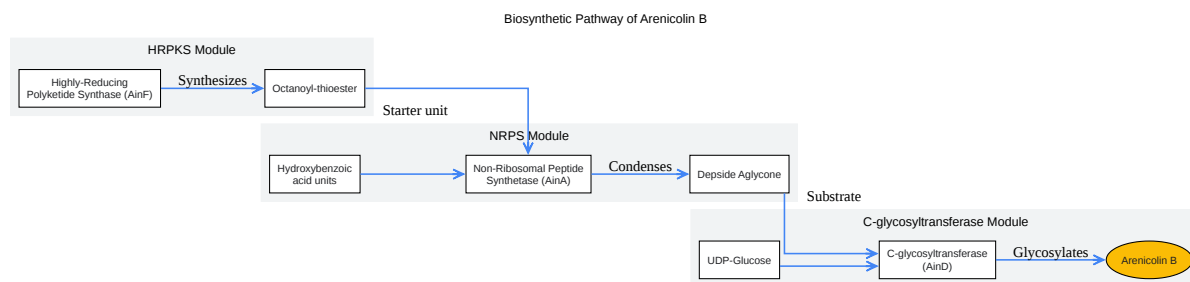 Biosynthetic Pathway of Arenicolin B
HRPKS Module
Highly-Reducing
Polyketide Synthase (AinF)
Synthesizes
Octanoyl-thioester
Starter unit
NRPS Module
Hydroxybenzoic
acid units
Non-Ribosomal Peptide
Synthetase (AinA)
Condenses
Depside Aglycone
Substrate
C-glycosyltransferase Module
UDP-Glucose
C-glycosyltransferase
(AinD)
Glycosylates
Arenicolin B